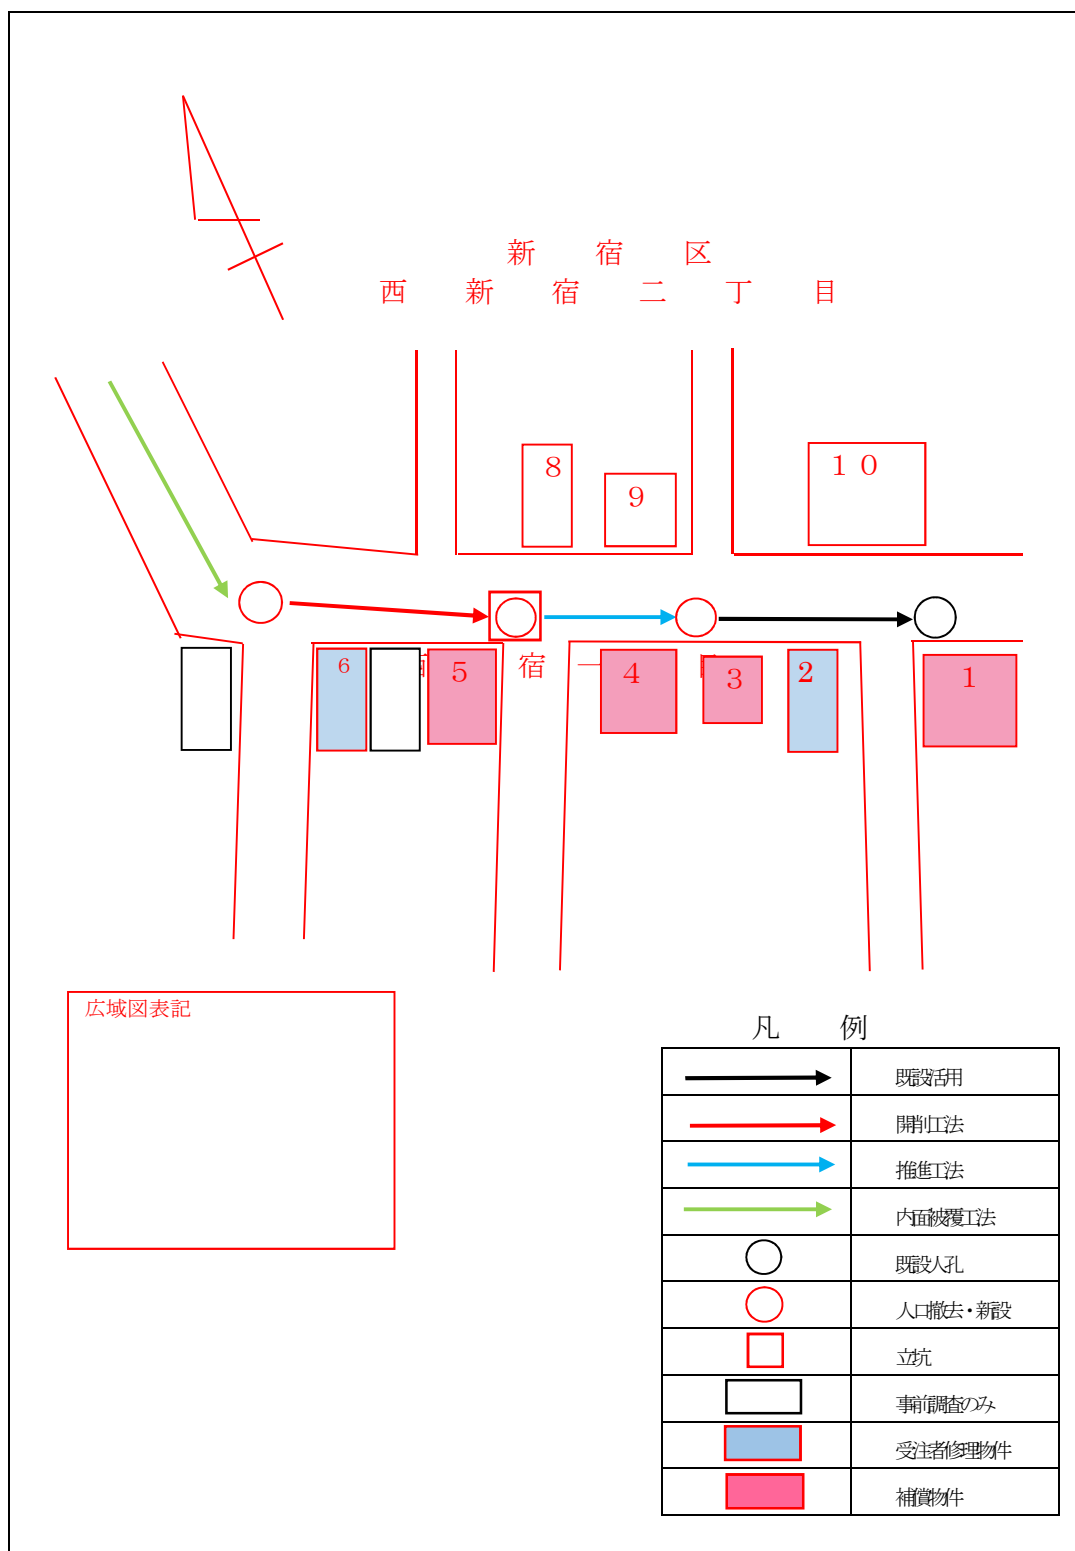 新宿区
西新宿二丁目
8
9
10
6
宿一
5
4
3
2
1
広域図表記
凡例
既設活用
開削工法
推進工法
内面被覆工法
既設人孔
人口撤去・新設
立坑
事前調査のみ
受注者修理物件
補償物件